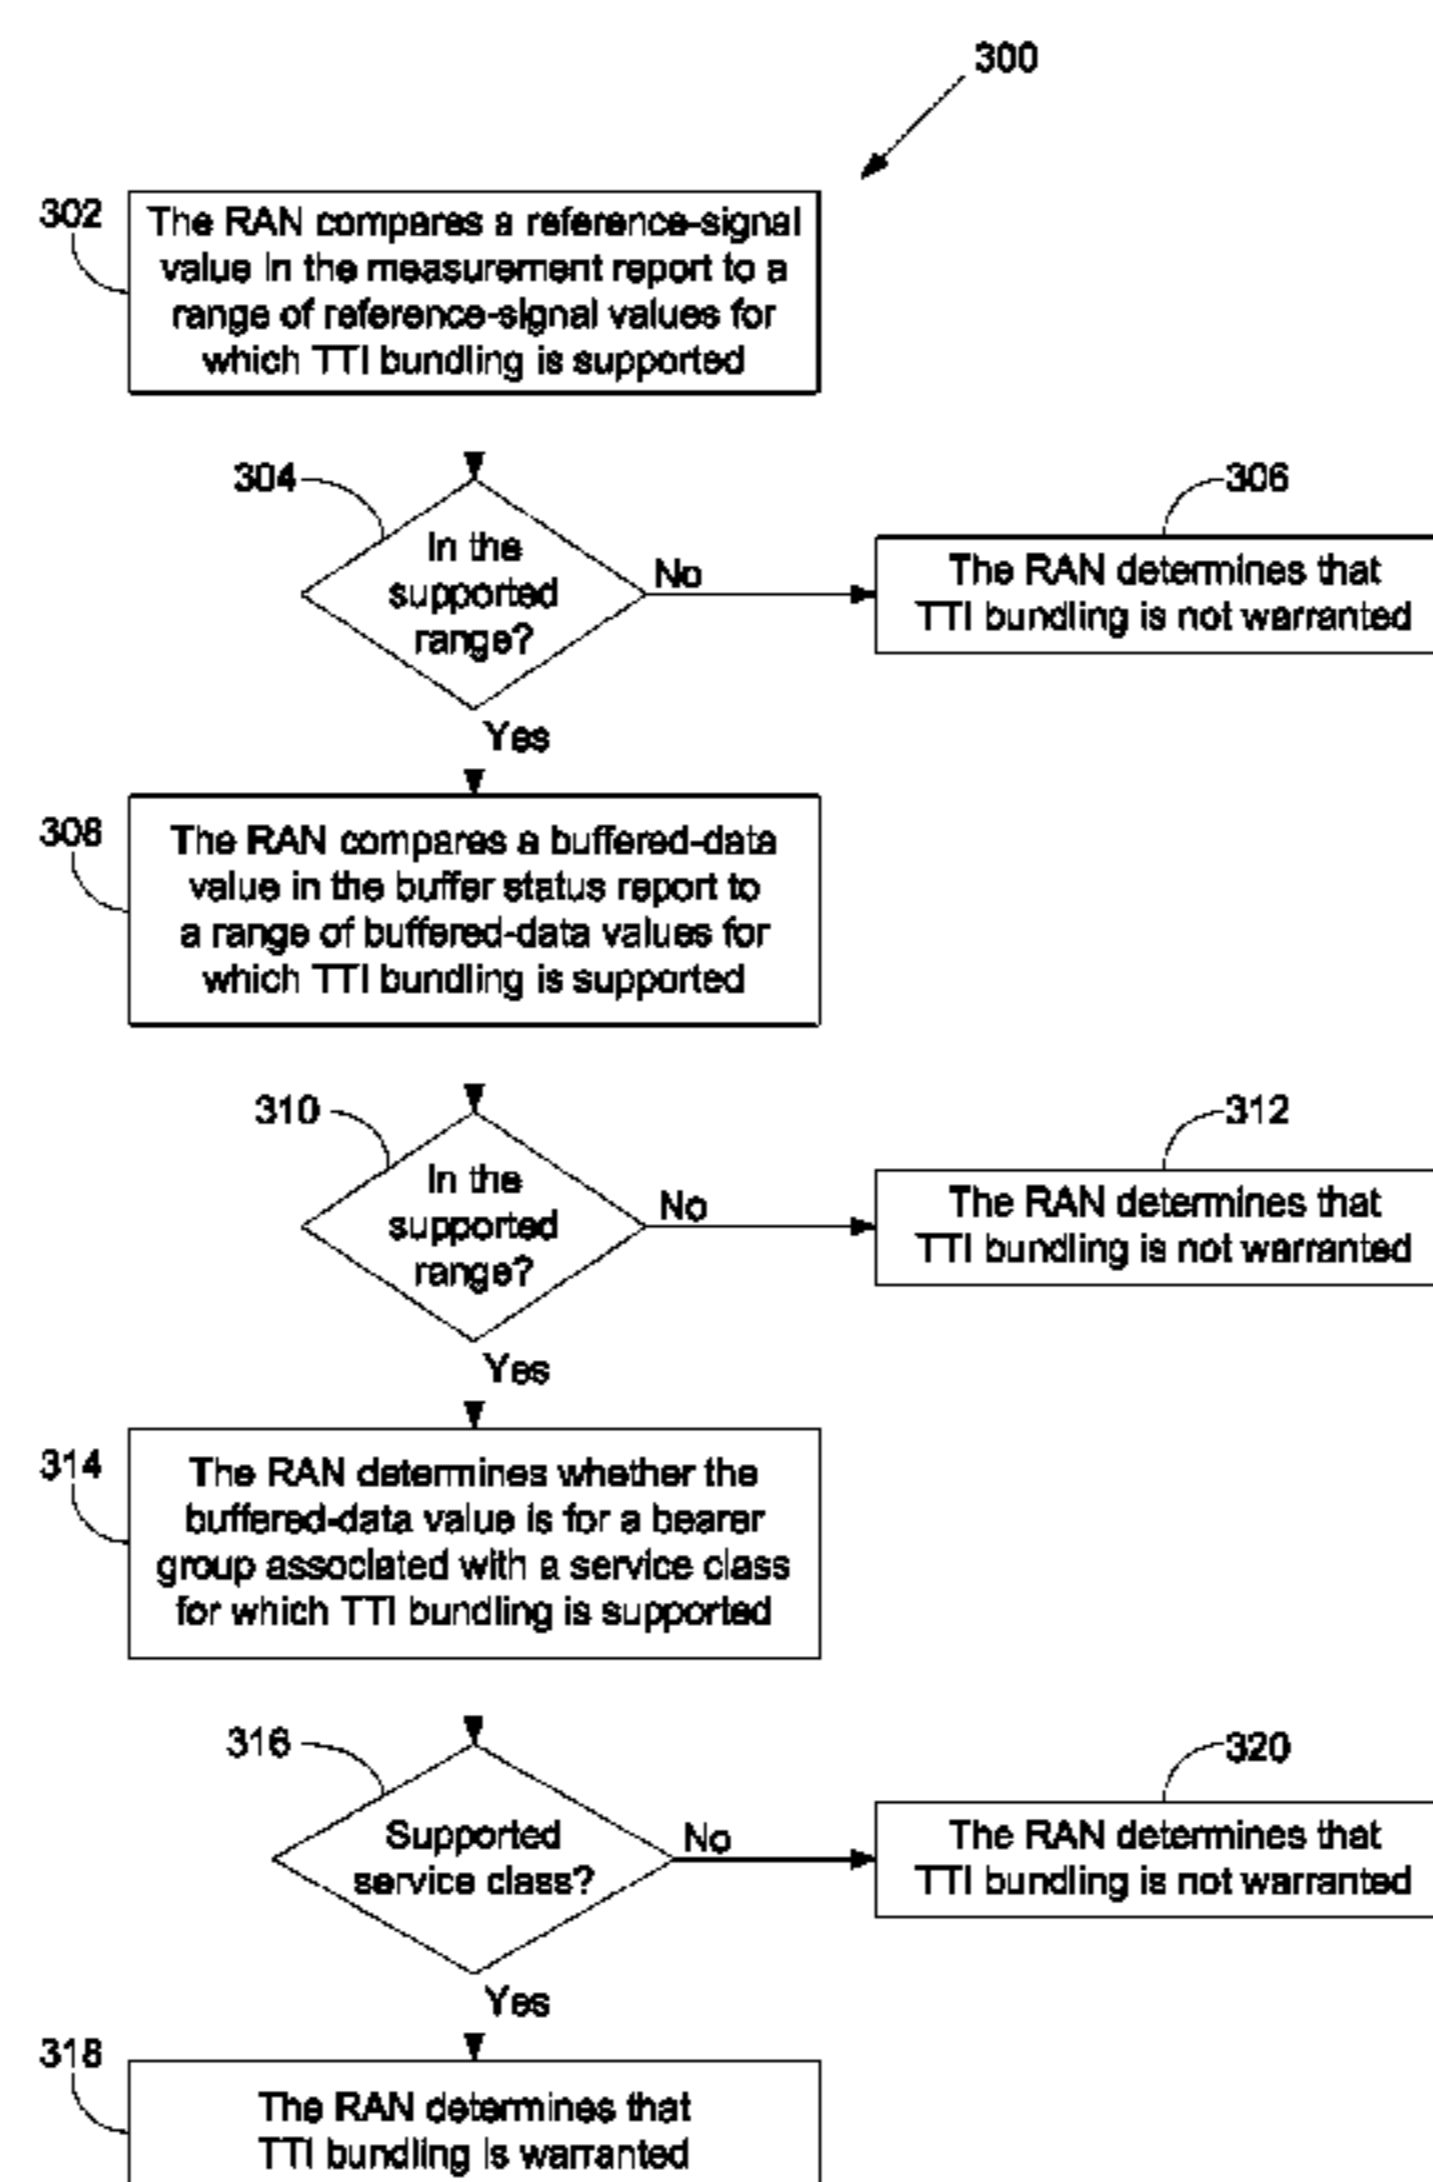 300
302
The RAN compares a reference-signal
value in the measurement report to a
range of reference-signal values for
which TTI bundling is supported
304
In the
supported
range?
No
306
The RAN determines that
TTI bundling is not warranted
Yes
308
The RAN compares a buffered-data
value in the buffer status report to
a range of buffered-data values for
which TTI bundling is supported
310
In the
supported
range?
No
312
The RAN determines that
TTI bundling is not warranted
Yes
314
The RAN determines whether the
buffered-data value is for a bearer
group associated with a service class
for which TTI bundling is supported
316
Supported
service class?
No
320
The RAN determines that
TTI bundling is not warranted
Yes
318
The RAN determines that
TTI bundling is warranted